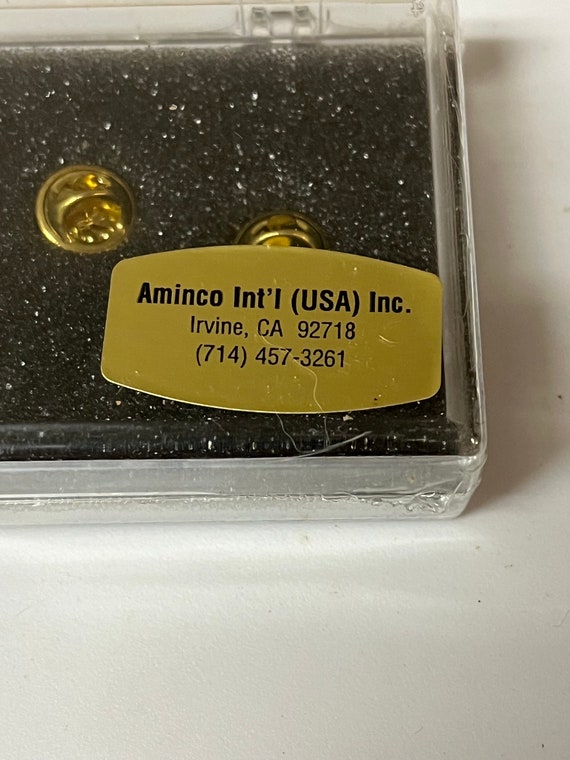 Aminco Int'l (USA) Inc.
Irvine, CA 92718
(714) 457-3261